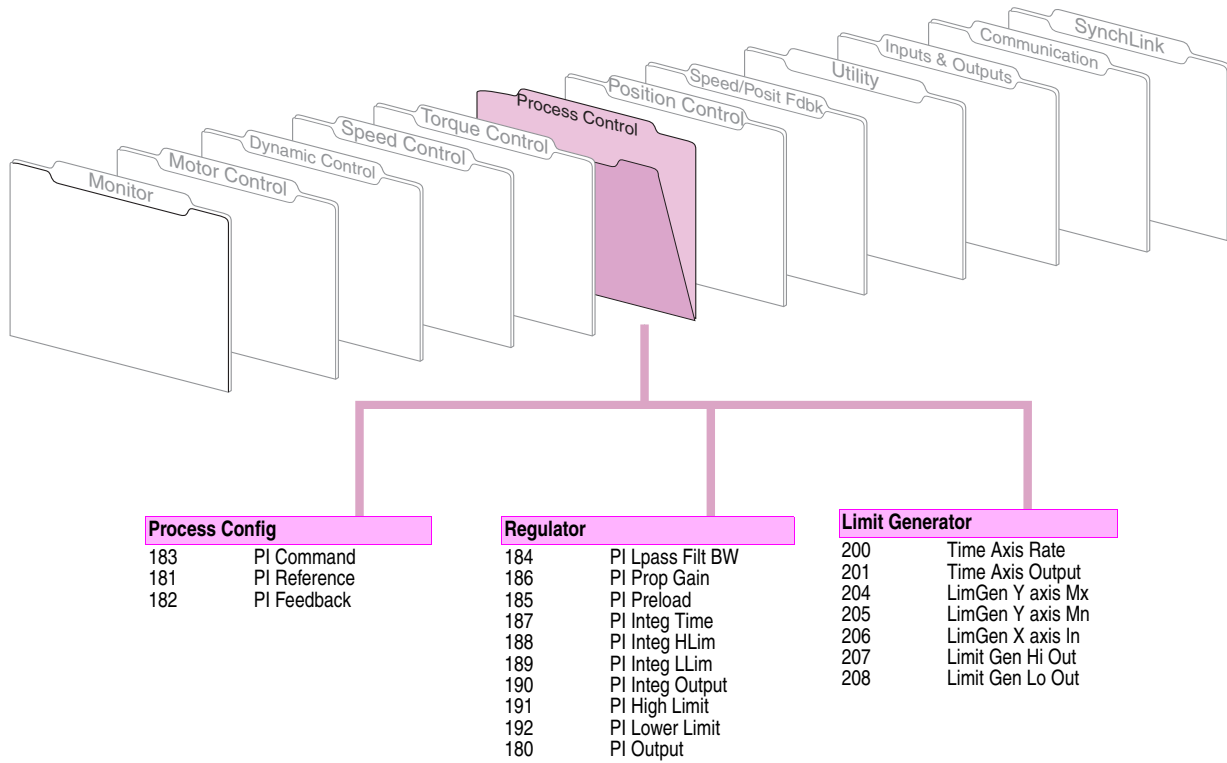 Monitor
Motor Control
Dynamic Control
Speed Control
Torque Control
Process Control
Position Control
Speed/Posit Fdbk
Utility
Inputs & Outputs
Communication
SynchLink
Process Config
183 PI Command
181 PI Reference
182 PI Feedback
Regulator
184 PI Lpass Filt BW
186 PI Prop Gain
185 PI Preload
187 PI Integ Time
188 PI Integ HLim
189 PI Integ LLim
190 PI Integ Output
191 PI High Limit
192 PI Lower Limit
180 PI Output
Limit Generator
200 Time Axis Rate
201 Time Axis Output
204 LimGen Y axis Mx
205 LimGen Y axis Mn
206 LimGen X axis In
207 Limit Gen Hi Out
208 Limit Gen Lo Out